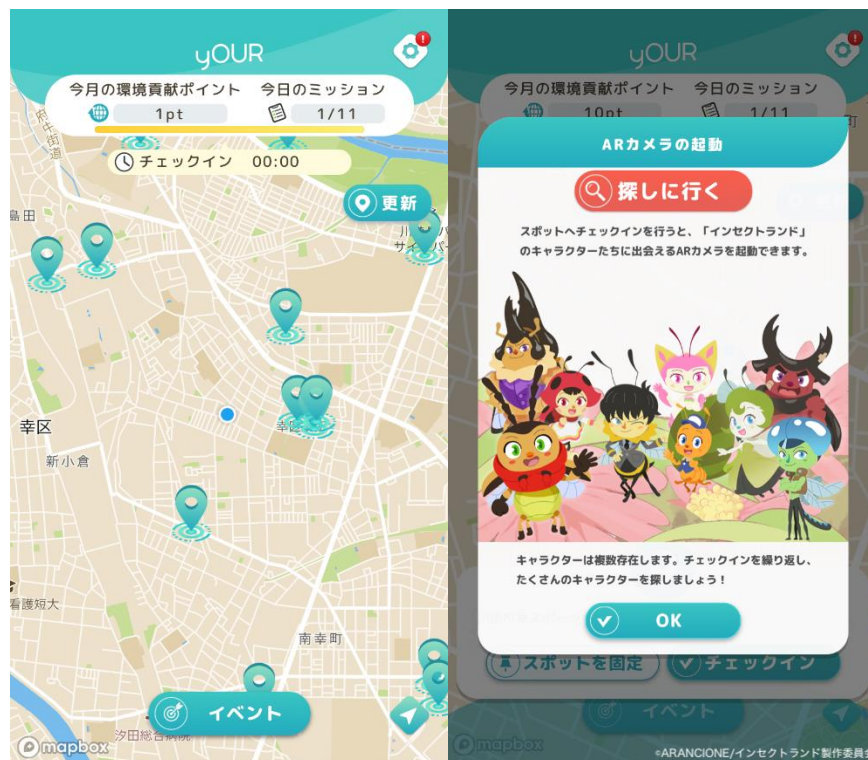 yOUR
今月の環境貢献ポイント 今日のミッション
1pt 1/11
府中街道
チェックイン 00:00
更新
島田
幸区
新小倉
看護短大
南幸町
イベント
汐田総合病院
mapbox
yOUR
今月の環境貢献ポイント 今日のミッション
10pt 1/11
町
ARカメラの起動
探しに行く
スポットへチェックインを行うと、「インセクトランド」
のキャラクターたちに出会えるARカメラを起動できます。
キャラクターは複数存在します。チェックインを繰り返し、
たくさんのキャラクターを探しましょう！
OK
スポットを固定 チェックイン
イベント
mapbox
©ARANCIONE/インセクトランド製作委員会